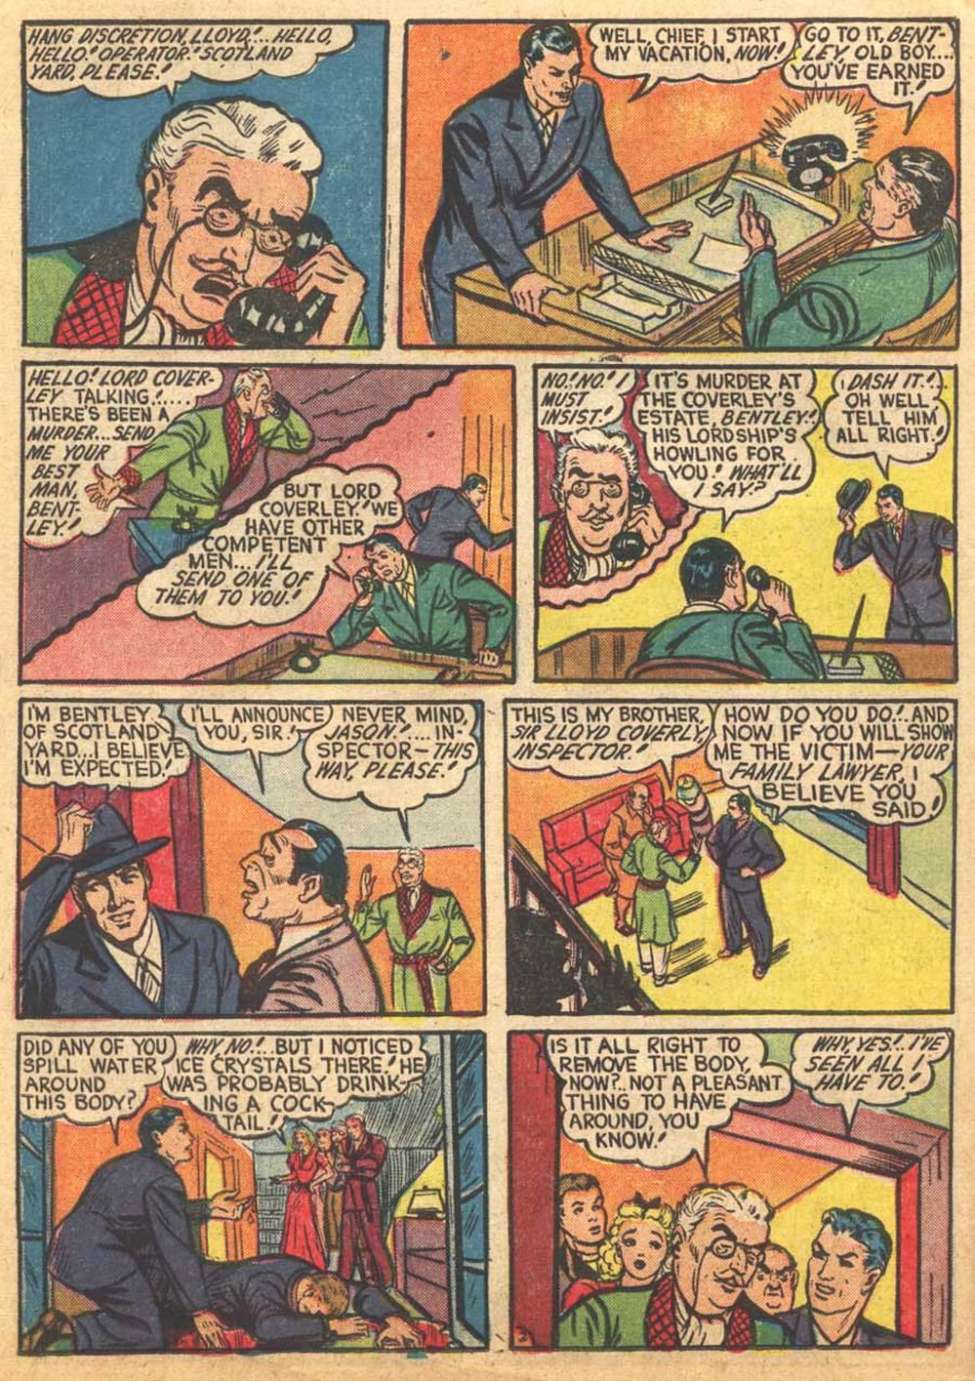 HANG DISCRETION, LLOYD!... HELLO,
HELLO! OPERATOR! SCOTLAND
YARD, PLEASE!
WELL, CHIEF, I START
MY VACATION, NOW!
GO TO IT, BENT-
LEY, OLD BOY....
YOU'VE EARNED
IT!
HELLO! LORD COVER-
LEY TALKING!....
THERE'S BEEN A
MURDER... SEND
ME YOUR
BEST
MAN,
BENT-
LEY!
BUT LORD
COVERLEY! WE
HAVE OTHER
COMPETENT
MEN... I'LL
SEND ONE OF
THEM TO YOU!
NO! NO! I
MUST
INSIST!
IT'S MURDER AT
THE COVERLEY'S
ESTATE, BENTLEY!
HIS LORDSHIP'S
HOWLING FOR
YOU! WHAT'LL
I SAY?
DASH IT!...
OH WELL,
TELL HIM
ALL RIGHT!
I'M BENTLEY
OF SCOTLAND
YARD... I BELIEVE
I'M EXPECTED!
I'LL ANNOUNCE
YOU, SIR!
NEVER MIND,
JASON!.... IN-
SPECTOR - THIS
WAY, PLEASE!
THIS IS MY BROTHER,
SIR LLOYD COVERLY,
INSPECTOR!
HOW DO YOU DO!.. AND
NOW IF YOU WILL SHOW
ME THE VICTIM - YOUR
FAMILY LAWYER, I
BELIEVE YOU
SAID!
DID ANY OF YOU
SPILL WATER
AROUND
THIS BODY?
WHY, NO!... BUT I NOTICED
ICE CRYSTALS THERE! HE
WAS PROBABLY DRINK-
ING A COCK-
TAIL!
IS IT ALL RIGHT TO
REMOVE THE BODY,
NOW?.. NOT A PLEASANT
THING TO HAVE
AROUND, YOU
KNOW!
WHY, YES!.. I'VE
SEEN ALL I
HAVE TO!